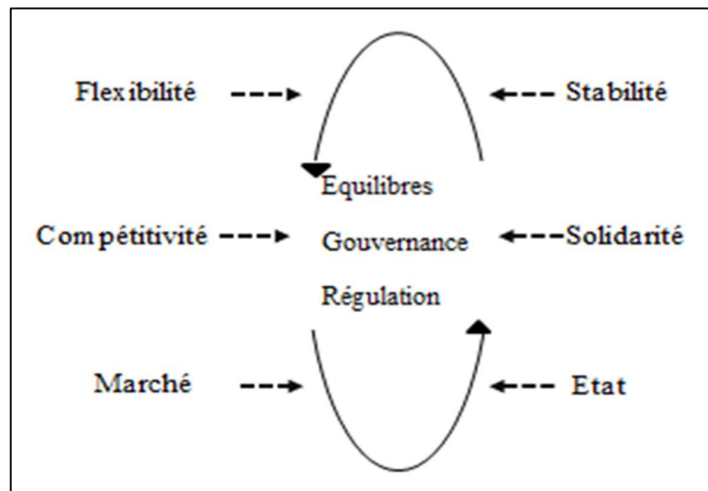 Flexibilité
Stabilité
Equilibres
Compétitivité
Gouvernance
Solidarité
Régulation
Marché
Etat